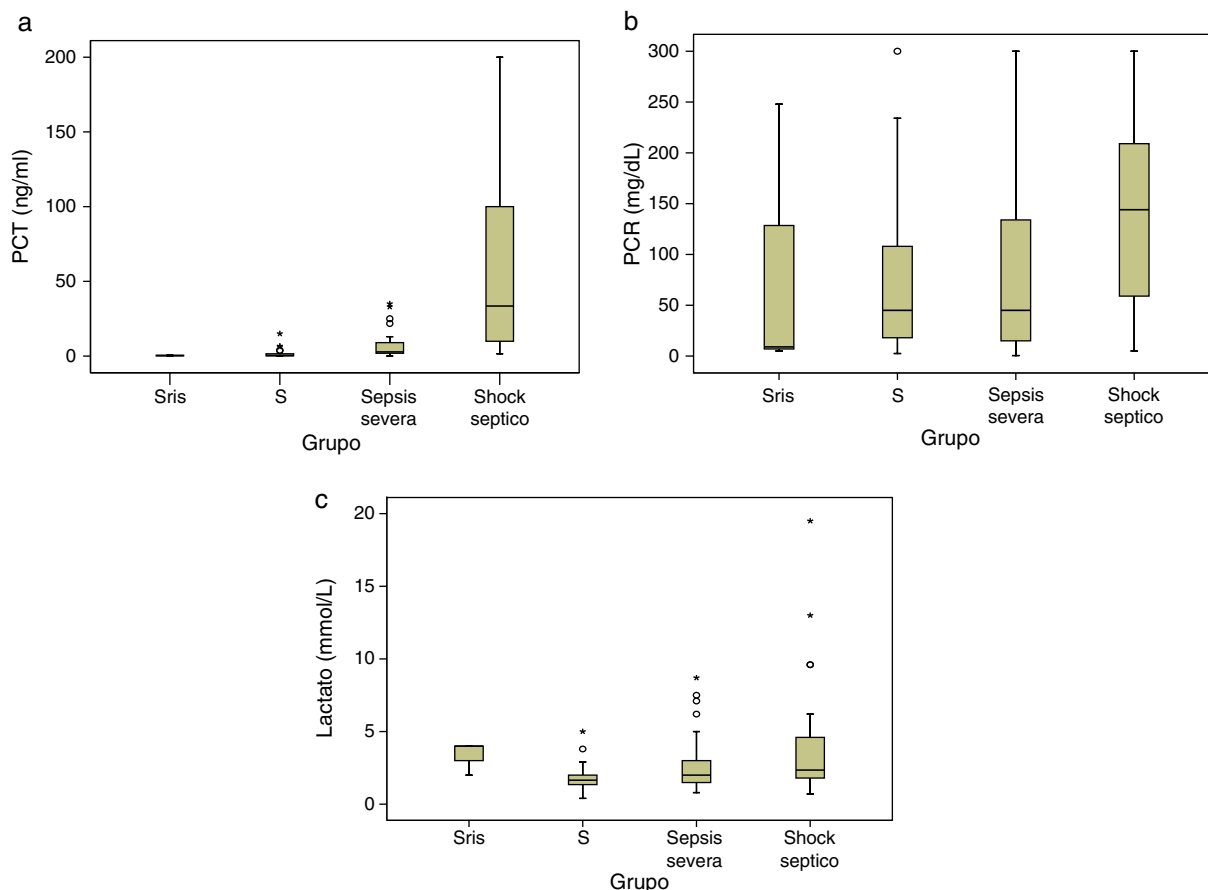 a
PCT (ng/ml)
200
150
100
50
0
Sris
S
Sepsis
severa
Shock
septico
Grupo
b
PCR (mg/dL)
300
250
200
150
100
50
0
Sris
S
Sepsis
severa
Shock
septico
Grupo
c
Lactato (mmol/L)
20
15
10
5
0
Sris
S
Sepsis
severa
Shock
septico
Grupo